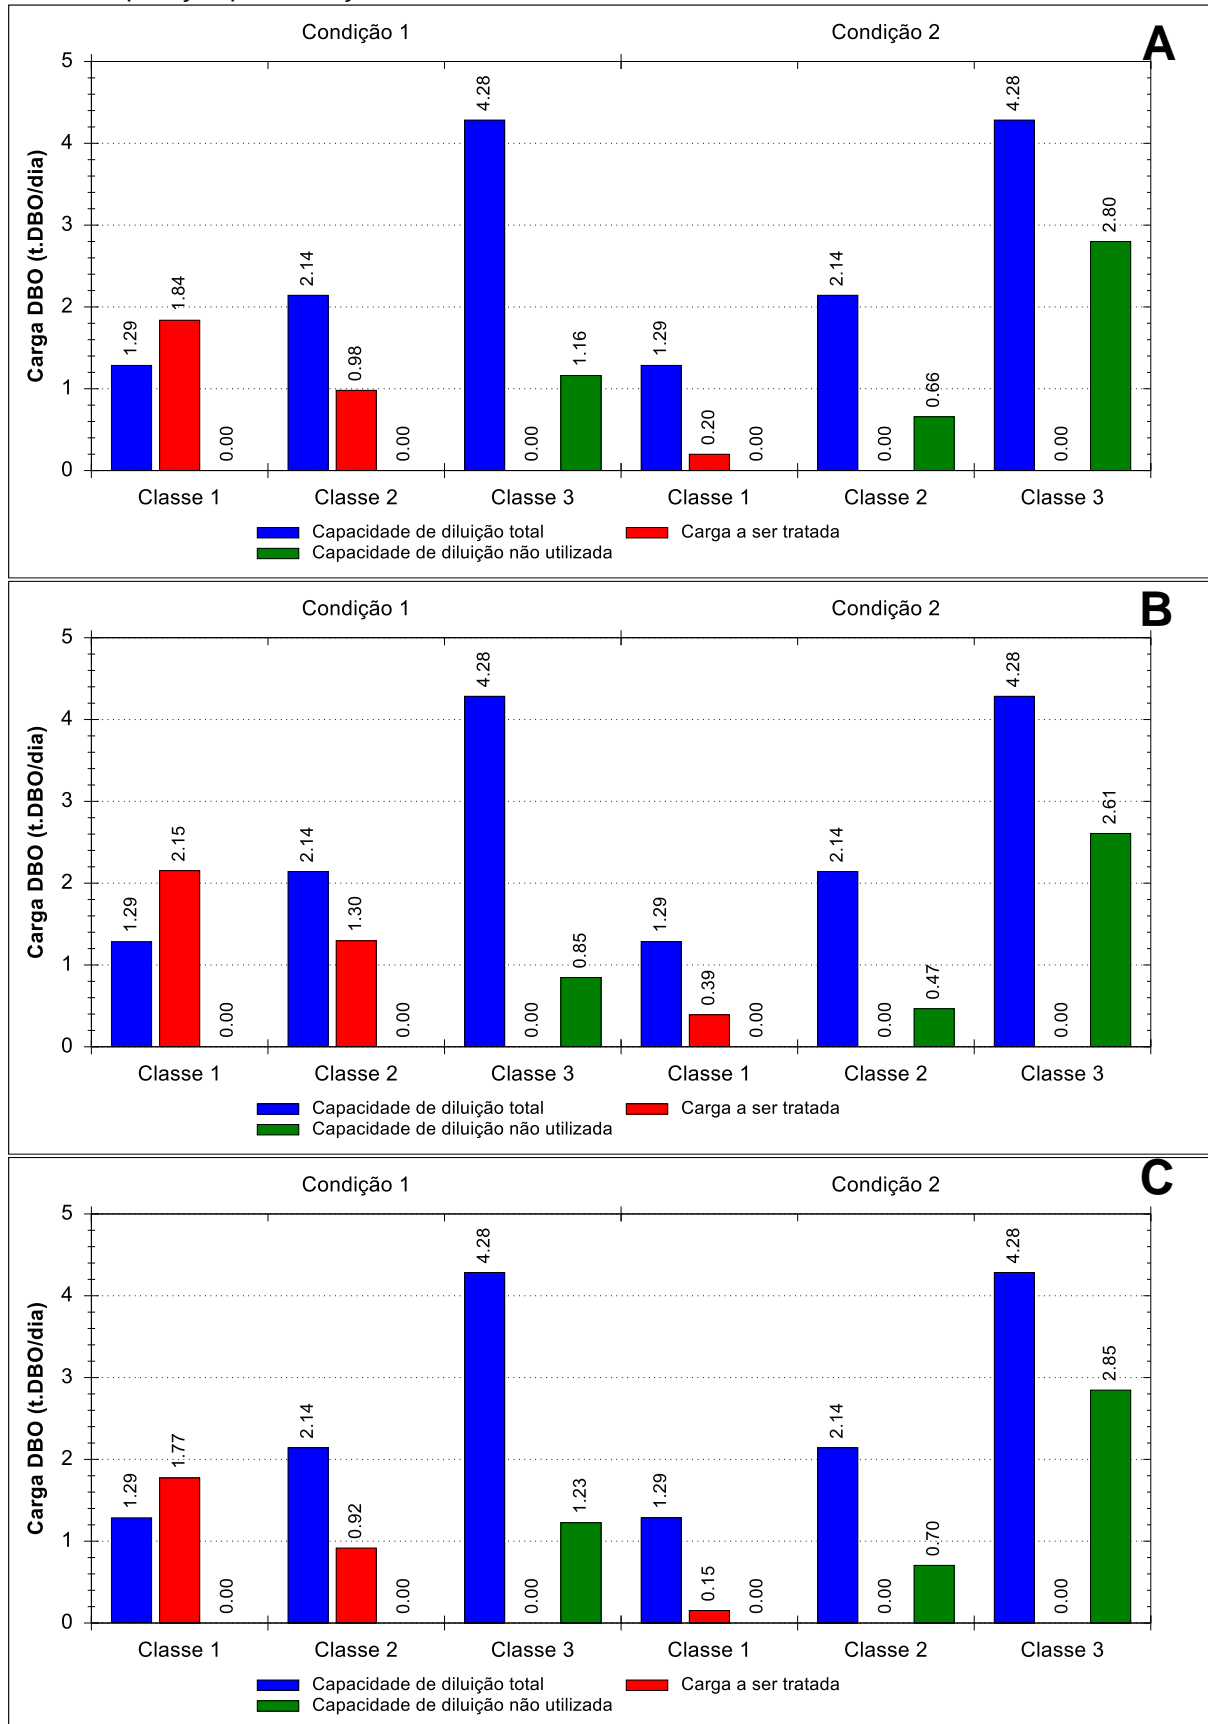 Condição 1 Condição 2 A
Carga DBO (t.DBO/dia)
5
4
3
2
1
0
1.29 1.84 0.00 2.14 0.98 0.00 4.28 0.00 1.16 1.29 0.20 0.00 2.14 0.00 0.66 4.28 0.00 2.80
Classe 1 Classe 2 Classe 3 Classe 1 Classe 2 Classe 3
Capacidade de diluição total Carga a ser tratada
Capacidade de diluição não utilizada
Condição 1 Condição 2 B
Carga DBO (t.DBO/dia)
5
4
3
2
1
0
1.29 2.15 0.00 2.14 1.30 0.00 4.28 0.00 0.85 1.29 0.39 0.00 2.14 0.00 0.47 4.28 0.00 2.61
Classe 1 Classe 2 Classe 3 Classe 1 Classe 2 Classe 3
Capacidade de diluição total Carga a ser tratada
Capacidade de diluição não utilizada
Condição 1 Condição 2 C
Carga DBO (t.DBO/dia)
5
4
3
2
1
0
1.29 1.77 0.00 2.14 0.92 0.00 4.28 0.00 1.23 1.29 0.15 0.00 2.14 0.00 0.70 4.28 0.00 2.85
Classe 1 Classe 2 Classe 3 Classe 1 Classe 2 Classe 3
Capacidade de diluição total Carga a ser tratada
Capacidade de diluição não utilizada